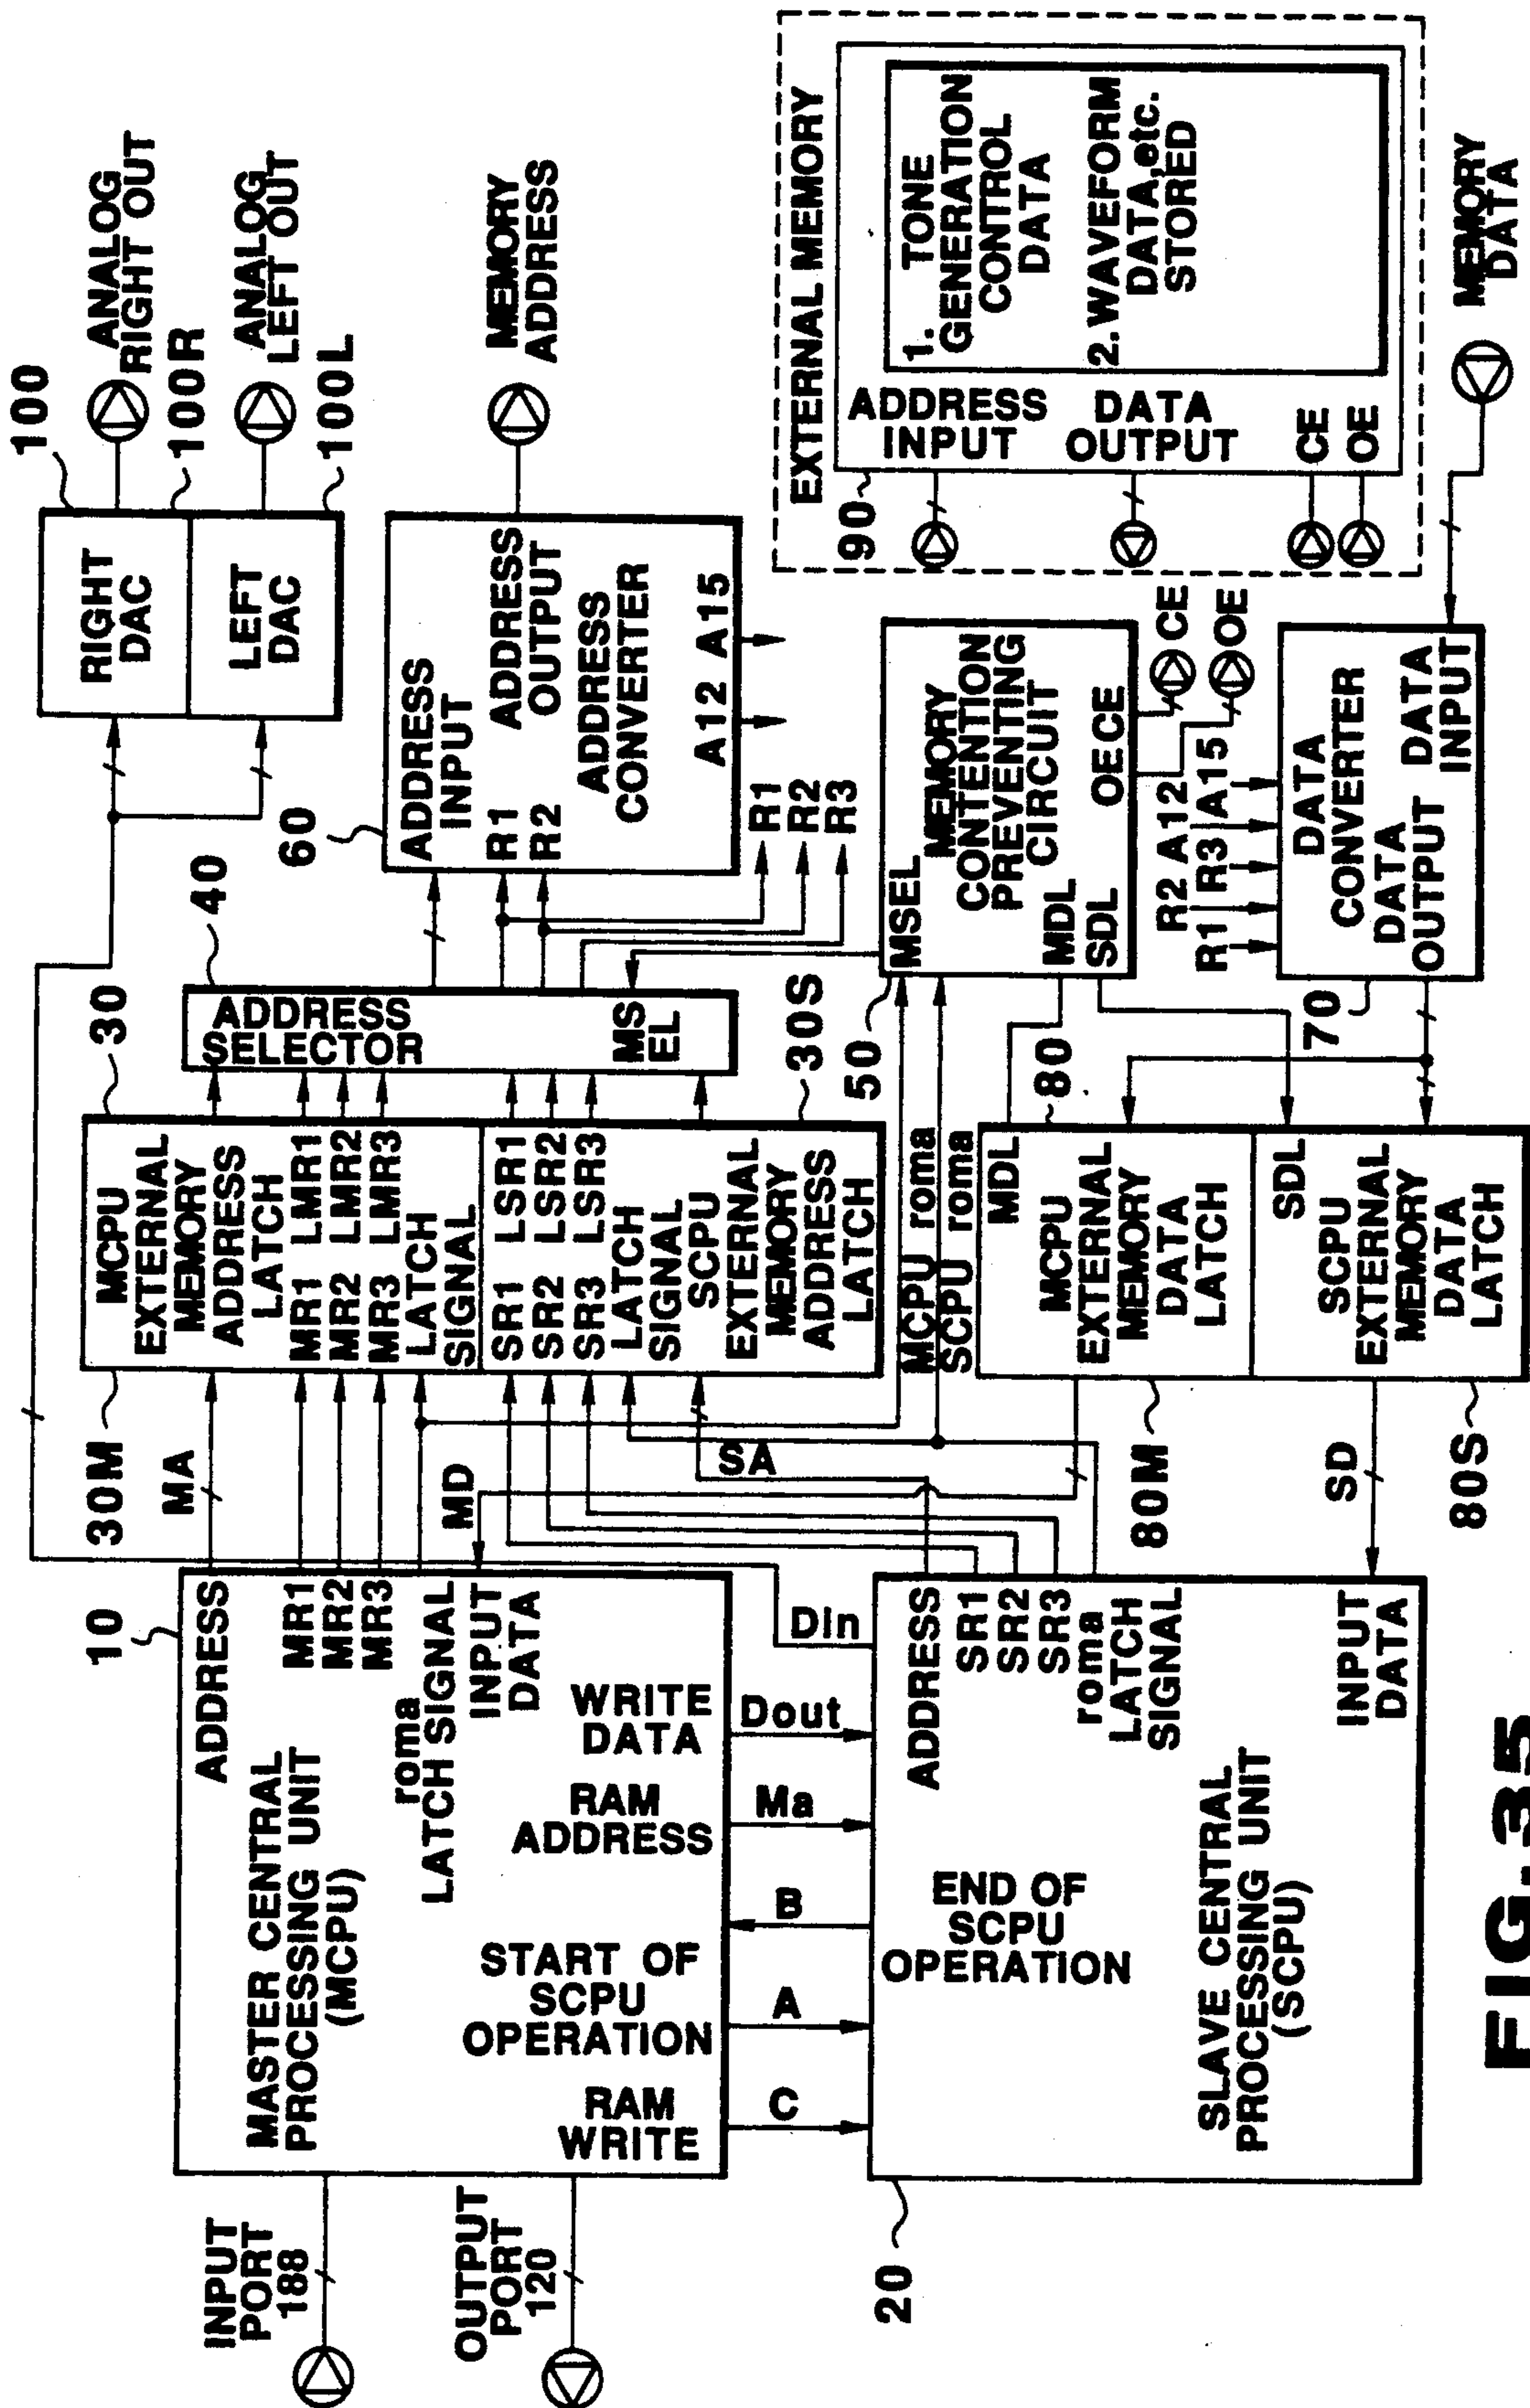 INPUT
PORT
188
OUTPUT
PORT
120
10
MASTER CENTRAL
PROCESSING UNIT
(MCPU)
ADDRESS
MR1
MR2
MR3
roma
LATCH SIGNAL
INPUT
DATA
WRITE
DATA
RAM
ADDRESS
START OF
SCPU
OPERATION
RAM
WRITE
C
A
B
Ma
Dout
Din
20
END OF
SCPU
OPERATION
SLAVE CENTRAL
PROCESSING UNIT
(SCPU)
ADDRESS
SR1
SR2
SR3
roma
LATCH
SIGNAL
INPUT
DATA
MA
MD
SA
SD
30M
30
MCPU
EXTERNAL
MEMORY
ADDRESS
LATCH
MR1 LMR1
MR2 LMR2
MR3 LMR3
LATCH
SIGNAL
SR1 LSR1
SR2 LSR2
SR3 LSR3
LATCH
SIGNAL
SCPU
EXTERNAL
MEMORY
ADDRESS
LATCH
30S
MCPU roma
SCPU roma
40
ADDRESS
SELECTOR
MS
EL
60
ADDRESS
INPUT
R1
R2
ADDRESS
OUTPUT
ADDRESS
CONVERTER
A12 A15
R1
R2
R3
MEMORY
ADDRESS
100
RIGHT
DAC
LEFT
DAC
100R
100L
ANALOG
RIGHT OUT
ANALOG
LEFT OUT
50
MSEL
MEMORY
CONTENTION
PREVENTING
CIRCUIT
MDL
SDL
OECE
CE
OE
80
MDL
MCPU
EXTERNAL
MEMORY
DATA
LATCH
SDL
SCPU
EXTERNAL
MEMORY
DATA
LATCH
80M
80S
70
R2 A12
R1 R3 A15
DATA
CONVERTER
DATA
OUTPUT
DATA
INPUT
EXTERNAL MEMORY
90
ADDRESS
INPUT
DATA
OUTPUT
CE
OE
1. TONE
GENERATION
CONTROL
DATA
2. WAVEFORM
DATA,etc.
STORED
MEMORY
DATA
FIG.35